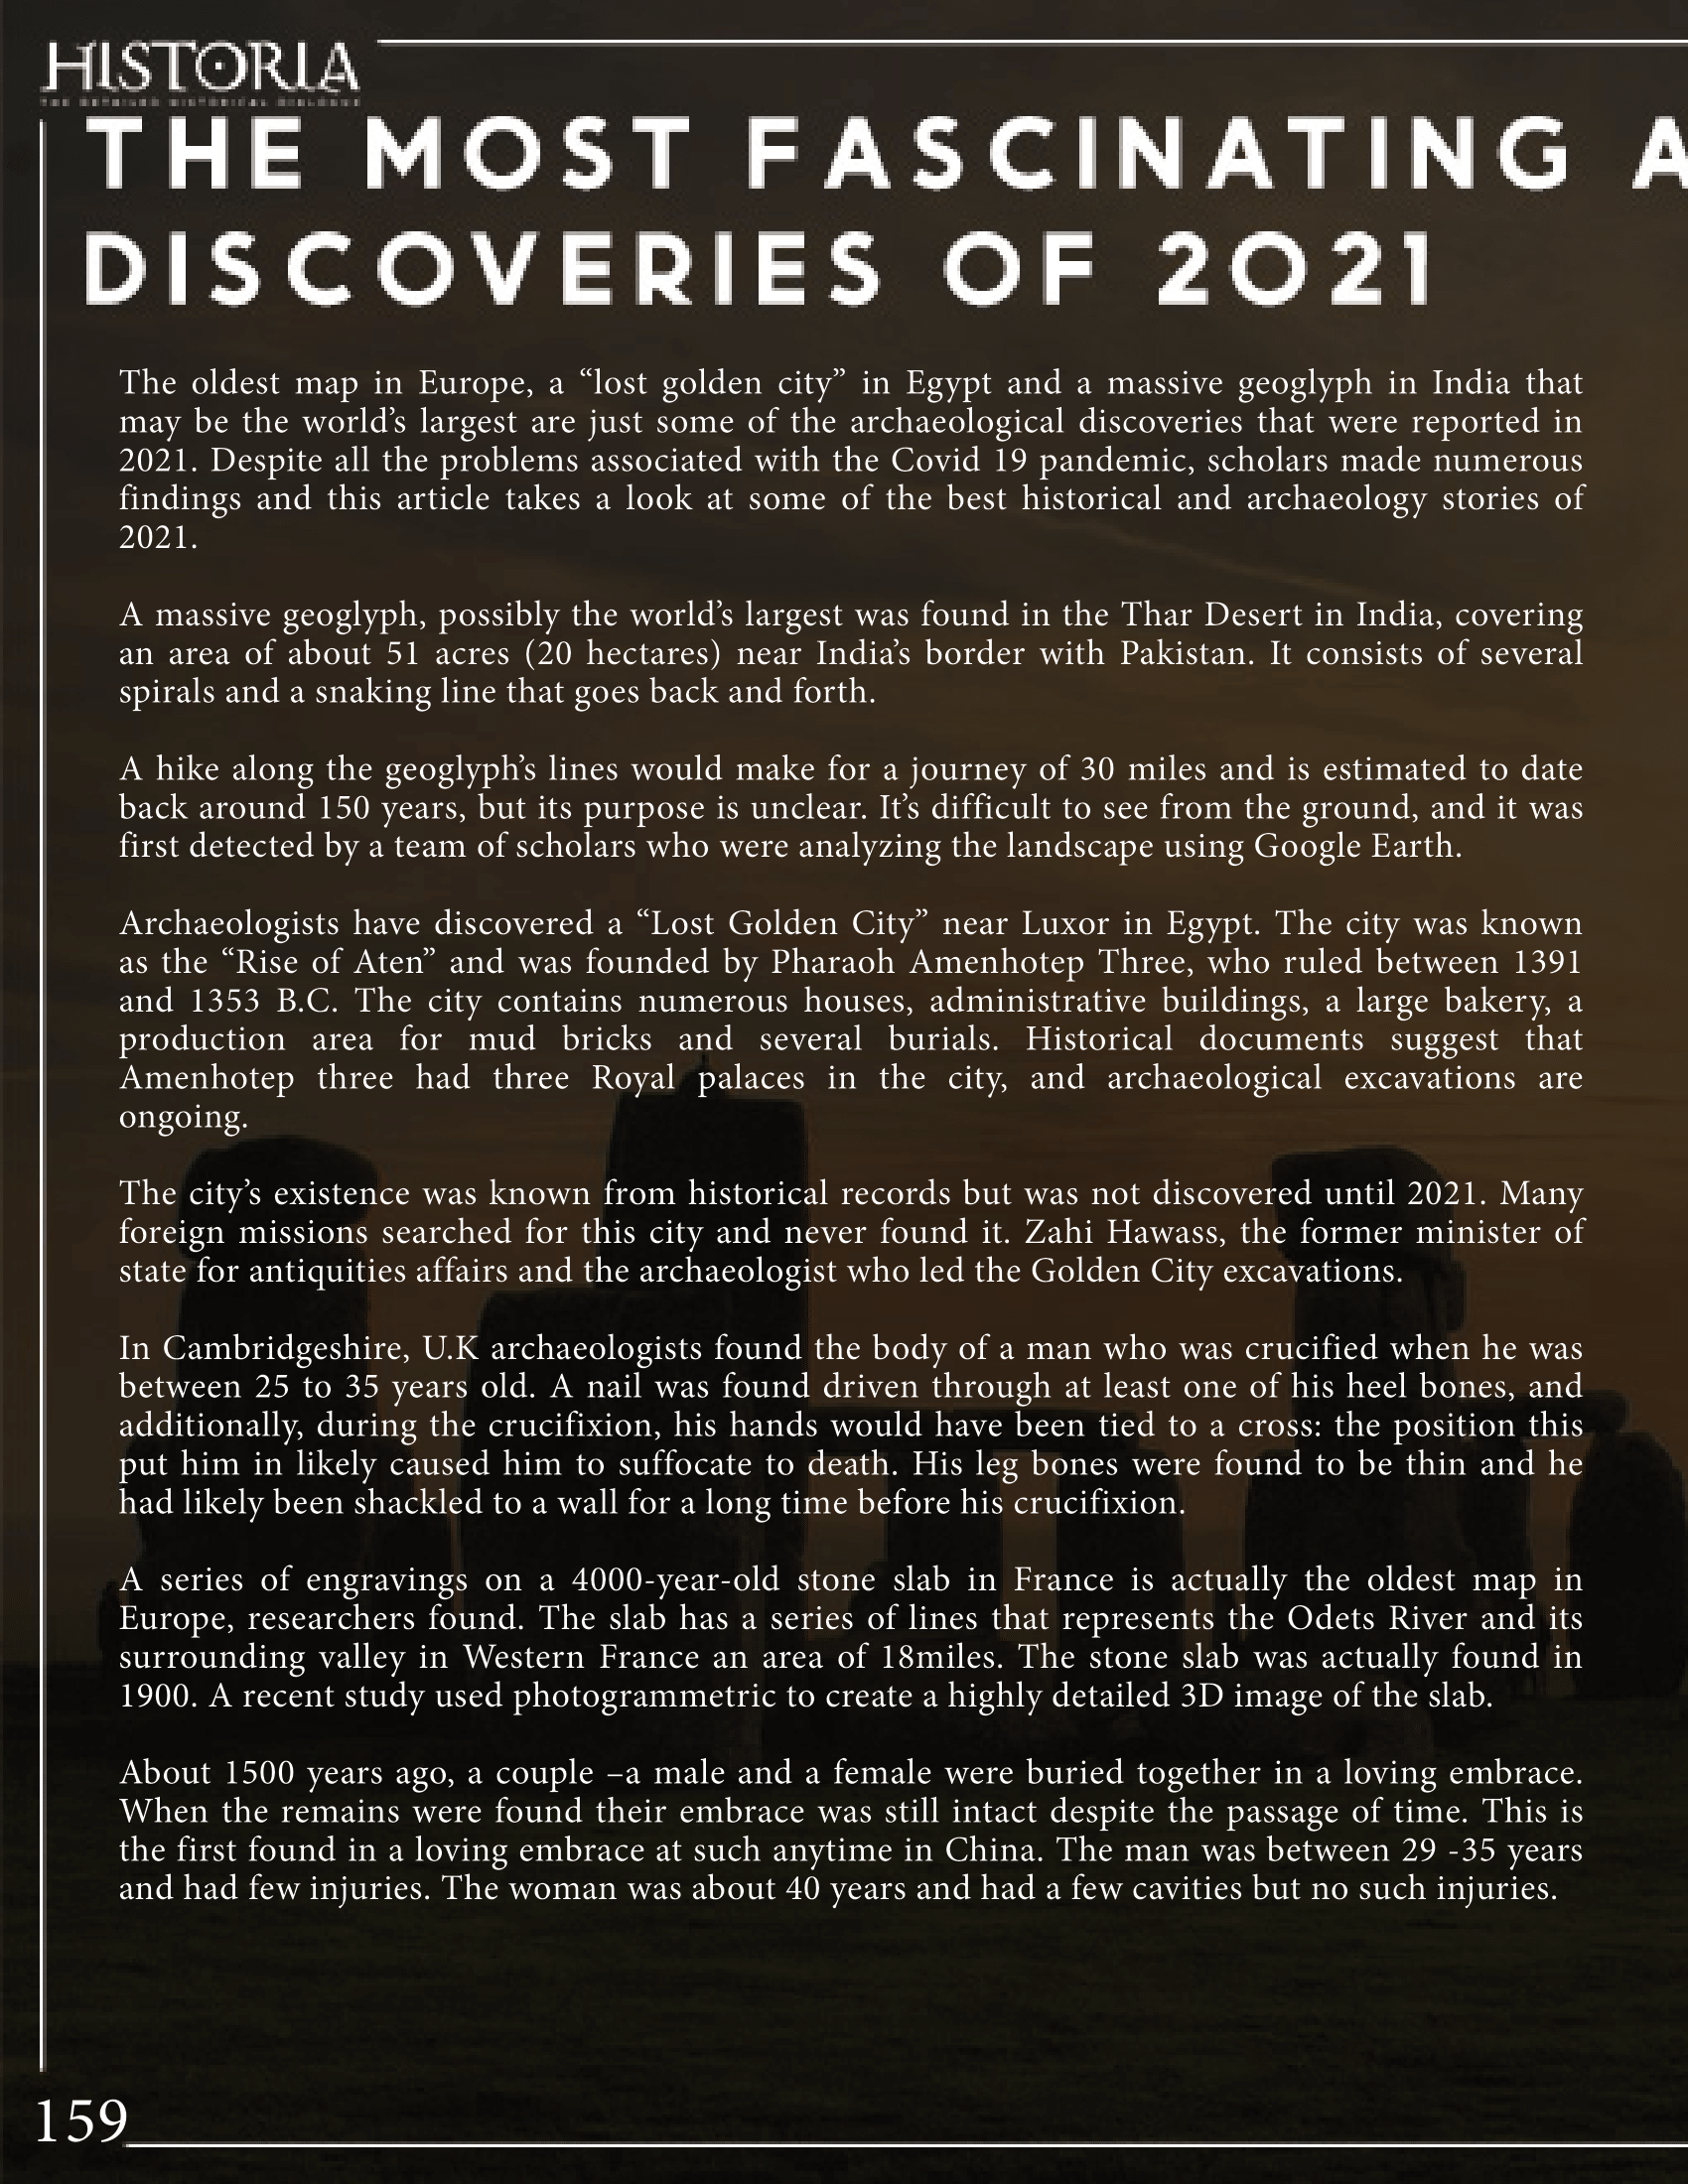 HISTORIA
THE MOST FASCINATING A
DISCOVERIES OF 2021
The oldest map in Europe, a “lost golden city” in Egypt and a massive geoglyph in India that
may be the world’s largest are just some of the archaeological discoveries that were reported in
2021. Despite all the problems associated with the Covid 19 pandemic, scholars made numerous
findings and this article takes a look at some of the best historical and archaeology stories of
2021.
A massive geoglyph, possibly the world’s largest was found in the Thar Desert in India, covering
an area of about 51 acres (20 hectares) near India’s border with Pakistan. It consists of several
spirals and a snaking line that goes back and forth.
A hike along the geoglyph’s lines would make for a journey of 30 miles and is estimated to date
back around 150 years, but its purpose is unclear. It’s difficult to see from the ground, and it was
first detected by a team of scholars who were analyzing the landscape using Google Earth.
Archaeologists have discovered a “Lost Golden City” near Luxor in Egypt. The city was known
as the “Rise of Aten” and was founded by Pharaoh Amenhotep Three, who ruled between 1391
and 1353 B.C. The city contains numerous houses, administrative buildings, a large bakery, a
production area for mud bricks and several burials. Historical documents suggest that
Amenhotep three had three Royal palaces in the city, and archaeological excavations are
ongoing.
The city’s existence was known from historical records but was not discovered until 2021. Many
foreign missions searched for this city and never found it. Zahi Hawass, the former minister of
state for antiquities affairs and the archaeologist who led the Golden City excavations.
In Cambridgeshire, U.K archaeologists found the body of a man who was crucified when he was
between 25 to 35 years old. A nail was found driven through at least one of his heel bones, and
additionally, during the crucifixion, his hands would have been tied to a cross: the position this
put him in likely caused him to suffocate to death. His leg bones were found to be thin and he
had likely been shackled to a wall for a long time before his crucifixion.
A series of engravings on a 4000-year-old stone slab in France is actually the oldest map in
Europe, researchers found. The slab has a series of lines that represents the Odets River and its
surrounding valley in Western France an area of 18miles. The stone slab was actually found in
1900. A recent study used photogrammetric to create a highly detailed 3D image of the slab.
About 1500 years ago, a couple –a male and a female were buried together in a loving embrace.
When the remains were found their embrace was still intact despite the passage of time. This is
the first found in a loving embrace at such anytime in China. The man was between 29 -35 years
and had few injuries. The woman was about 40 years and had a few cavities but no such injuries.
159